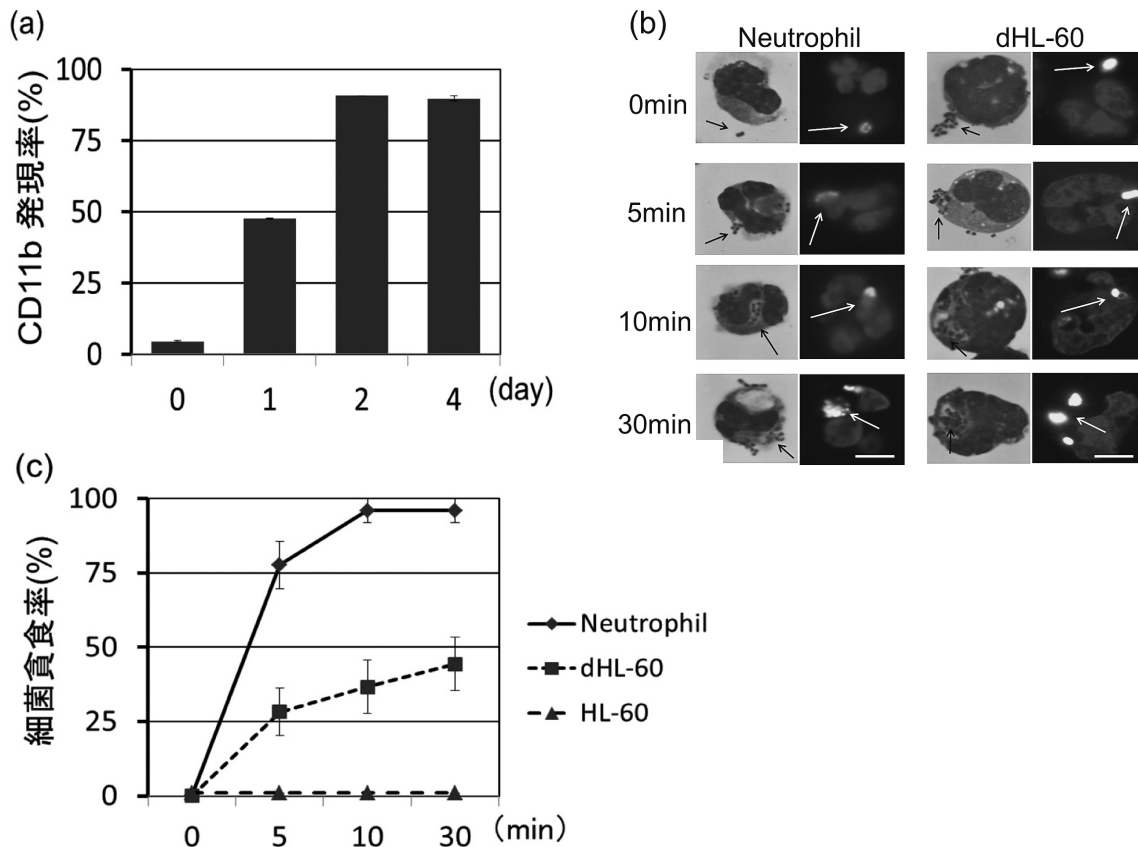 (a)
CD11b 発現率(%)
100
75
50
25
0
0 1 2 4 (day)
(b)
Neutrophil dHL-60
0min
5min
10min
30min
(c)
細菌貪食率(%)
100
75
50
25
0
0 5 10 30 (min)
Neutrophil
dHL-60
HL-60